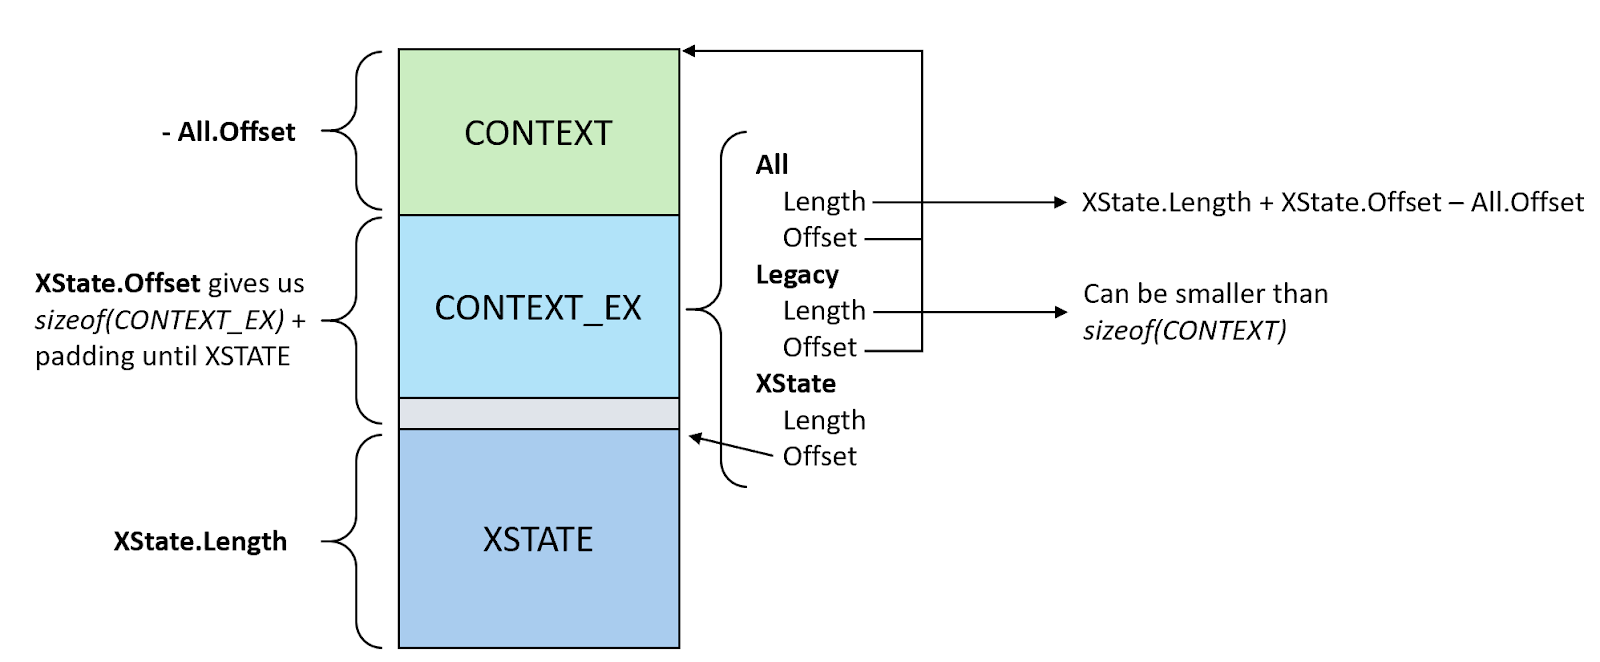 - All.Offset
CONTEXT
XState.Offset gives us
sizeof(CONTEXT_EX) +
padding until XSTATE
CONTEXT_EX
XState.Length
XSTATE
All
Length
Offset
Legacy
Length
Offset
XState
Length
Offset
XState.Length + XState.Offset – All.Offset
Can be smaller than
sizeof(CONTEXT)